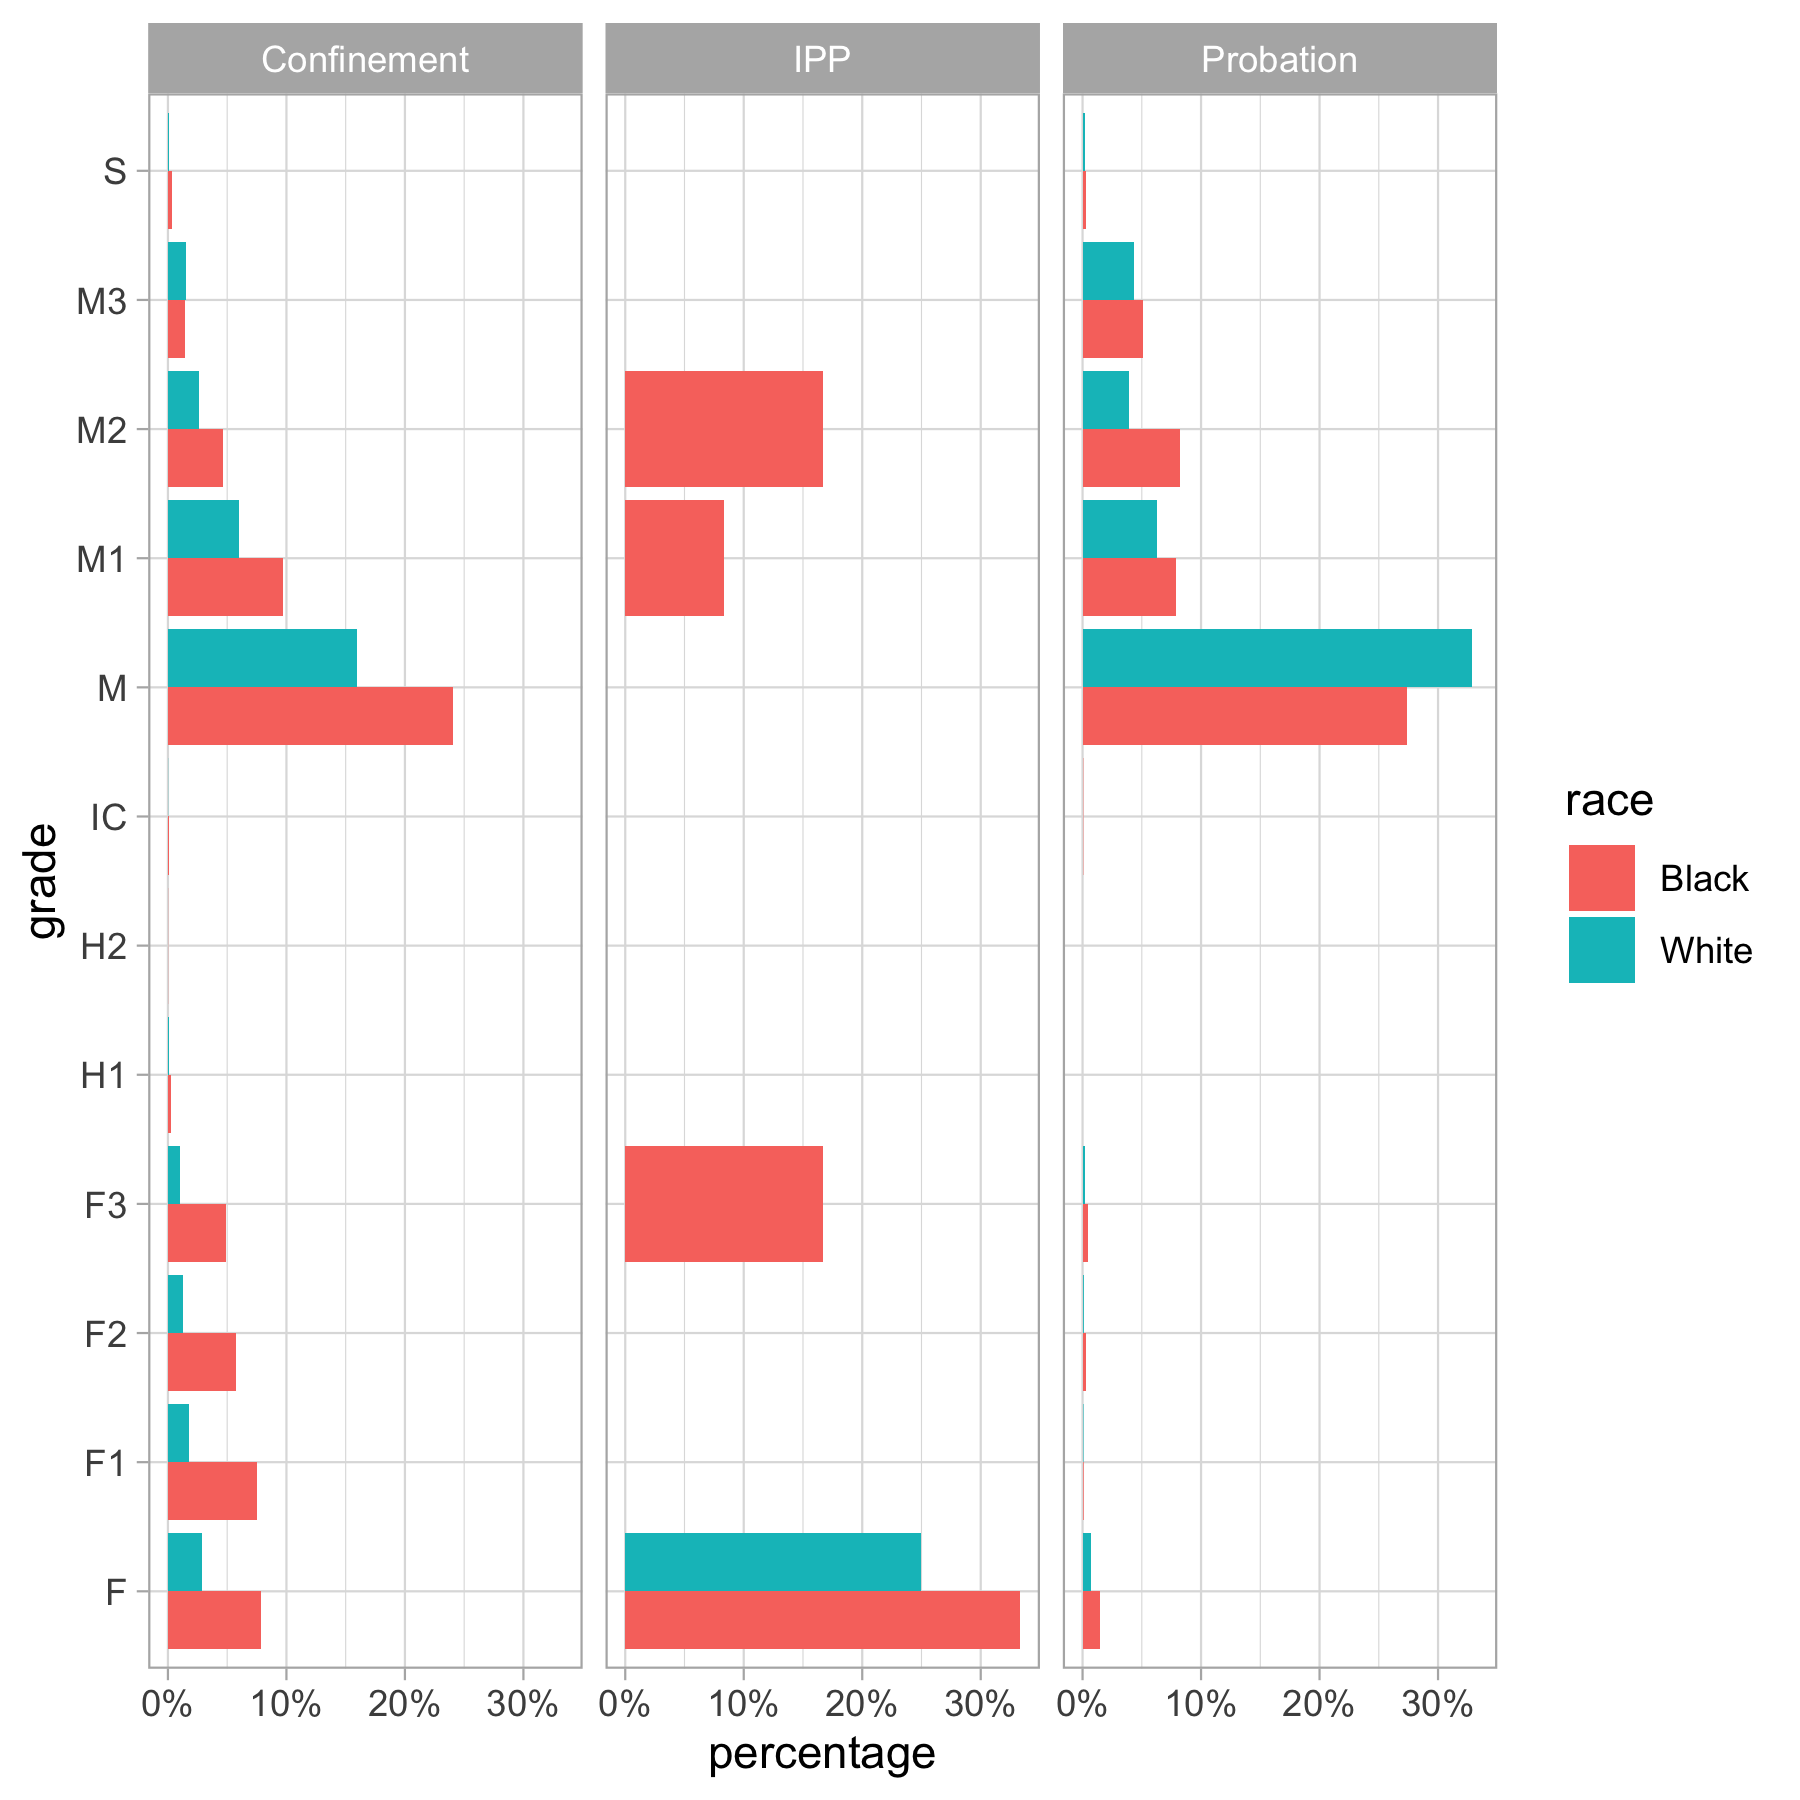 Confinement IPP Probation
S
M3
M2
M1
M
IC
H2
H1
F3
F2
F1
F
grade
0% 10% 20% 30% 0% 10% 20% 30% 0% 10% 20% 30%
percentage
race
Black
White